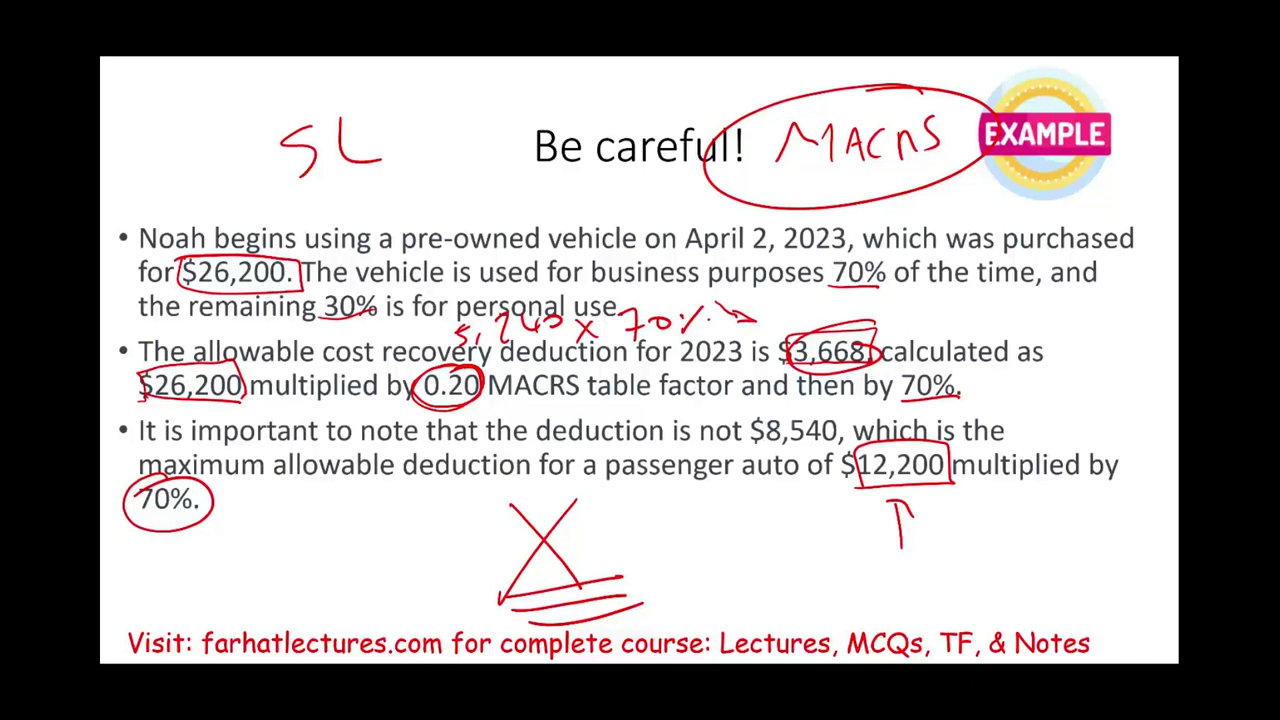 SL
Be careful!
MACRS
EXAMPLE
• Noah begins using a pre-owned vehicle on April 2, 2023, which was purchased
for $26,200. The vehicle is used for business purposes 70% of the time, and
the remaining 30% is for personal use.
5,240 x 70%
• The allowable cost recovery deduction for 2023 is $3,668, calculated as
$26,200 multiplied by 0.20 MACRS table factor and then by 70%.
• It is important to note that the deduction is not $8,540, which is the
maximum allowable deduction for a passenger auto of $12,200 multiplied by
70%.
Visit: farhatlectures.com for complete course: Lectures, MCQs, TF, & Notes